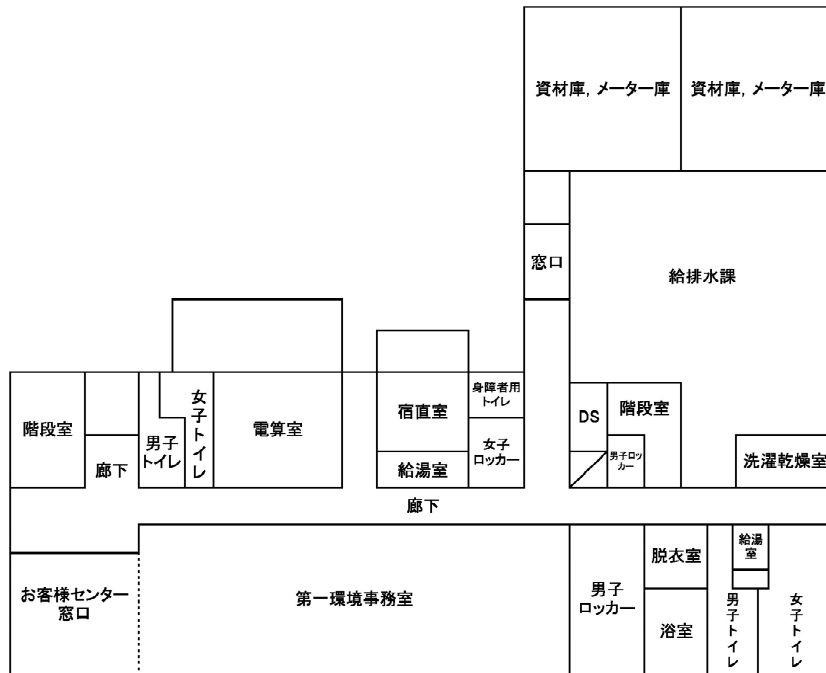 資材庫, メーター庫
資材庫, メーター庫
窓口
給排水課
階段室
廊下
男子
トイレ
女子トイレ
電算室
宿直室
身障者用
トイレ
給湯室
女子
ロッカー
DS
階段室
男子ロッ
カー
洗濯乾燥室
廊下
お客様センター
窓口
第一環境事務室
男子
ロッカー
脱衣室
浴室
給湯
室
男子トイレ
女子トイレ